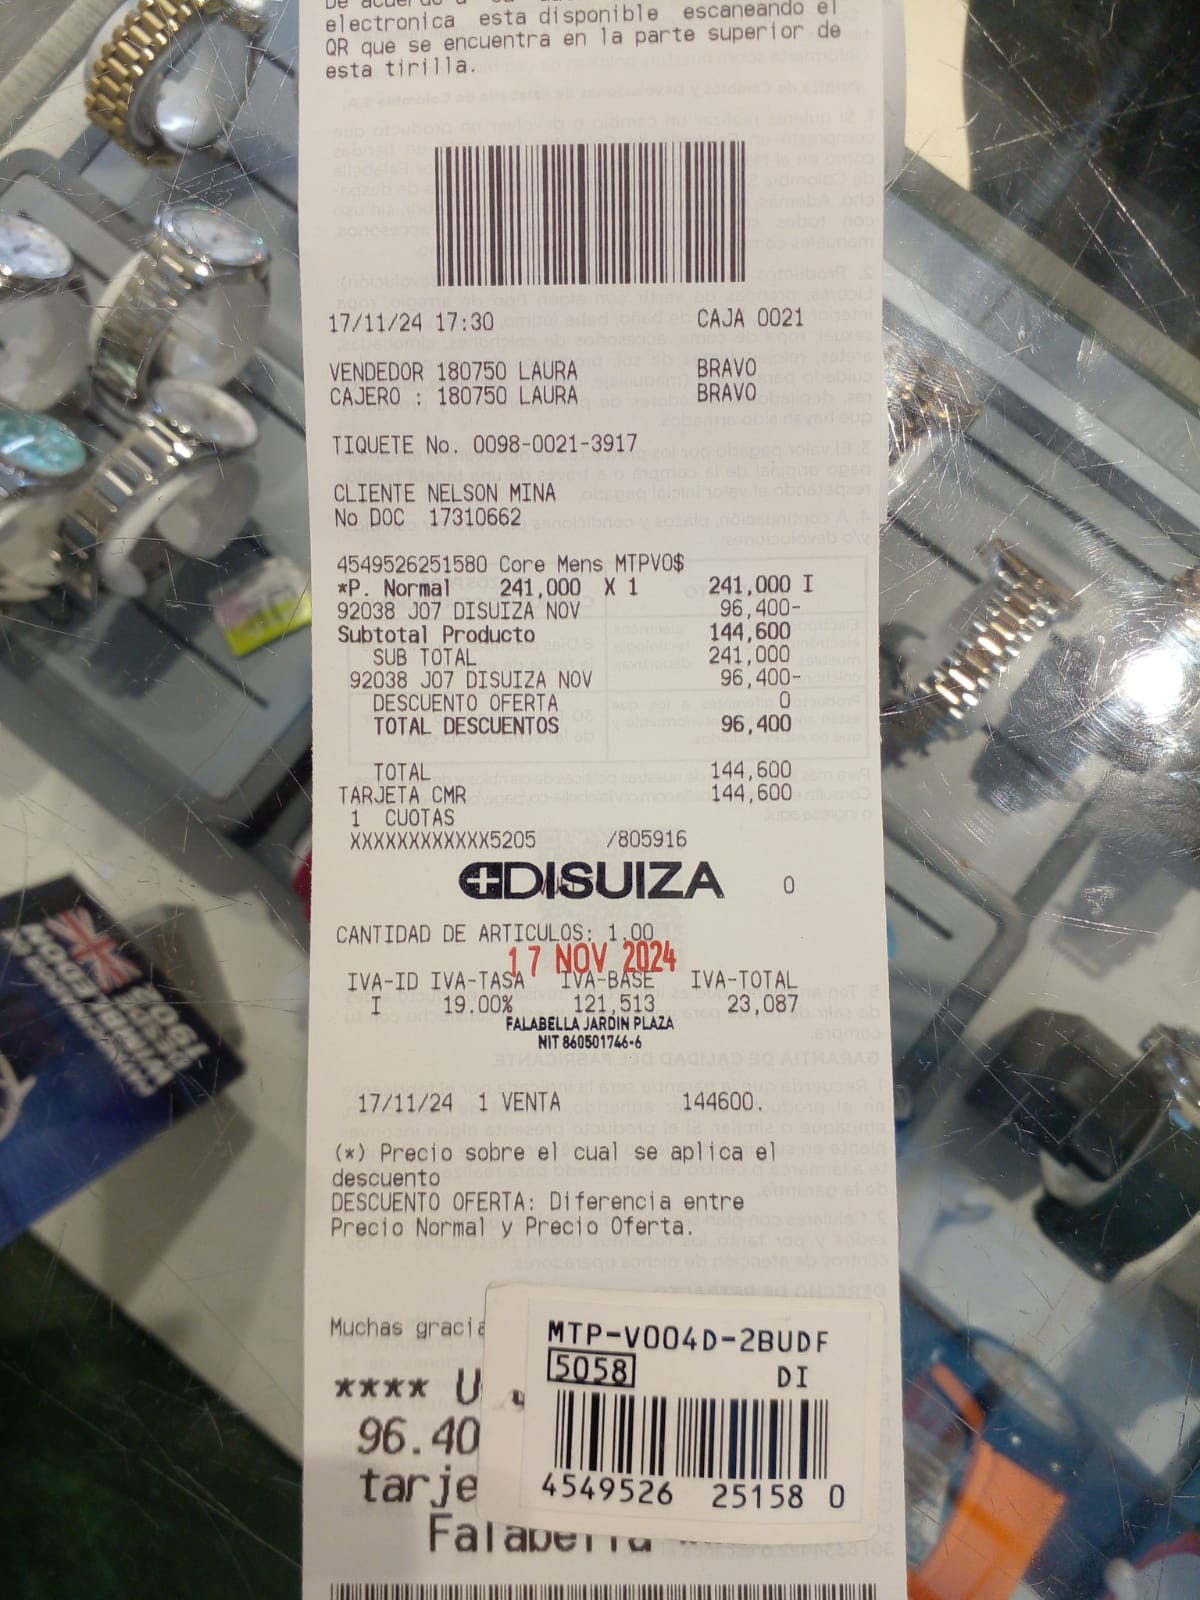 electronica esta disponible escaneando el
QR que se encuentra en la parte superior de
esta tirilla.
17/11/24 17:30 CAJA 0021
VENDEDOR 180750 LAURA BRAVO
CAJERO : 180750 LAURA BRAVO
TIQUETE No. 0098-0021-3917
CLIENTE NELSON MINA
No DOC 17310662
4549526251580 Core Mens MTPVO$
*P. Normal 241,000 X 1 241,000 I
92038 J07 DISUIZA NOV 96,400-
Subtotal Producto 144,600
SUB TOTAL 241,000
92038 J07 DISUIZA NOV 96,400-
DESCUENTO OFERTA 0
TOTAL DESCUENTOS 96,400
TOTAL 144,600
TARJETA CMR 144,600
1 CUOTAS
XXXXXXXXXXXX5205 /805916
DISUIZA 0
CANTIDAD DE ARTICULOS: 1.00
17 NOV 2024
IVA-ID IVA-TASA IVA-BASE IVA-TOTAL
I 19.00% 121,513 23,087
FALABELLA JARDIN PLAZA
NIT 860501746-6
17/11/24 1 VENTA 144600.
(*) Precio sobre el cual se aplica el
descuento
DESCUENTO OFERTA: Diferencia entre
Precio Normal y Precio Oferta.
Muchas gracia
**** U
96.40
tarje
Falabella
MTP-V004D-2BUDF
5058 DI
4549526 25158 0